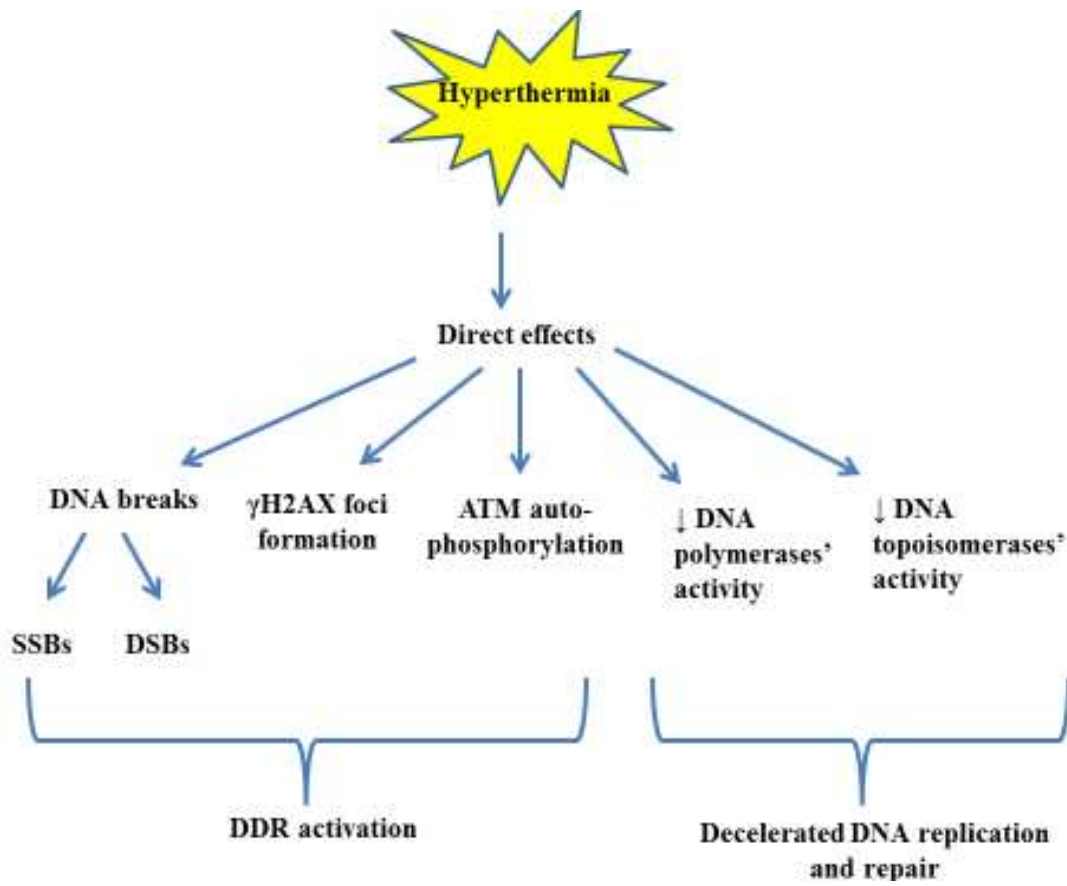 Hyperthermia
Direct effects
DNA breaks
γH2AX foci
formation
ATM auto-
phosphorylation
↓ DNA
polymerases’
activity
↓ DNA
topoisomerases’
activity
SSBs
DSBs
DDR activation
Decelerated DNA replication
and repair